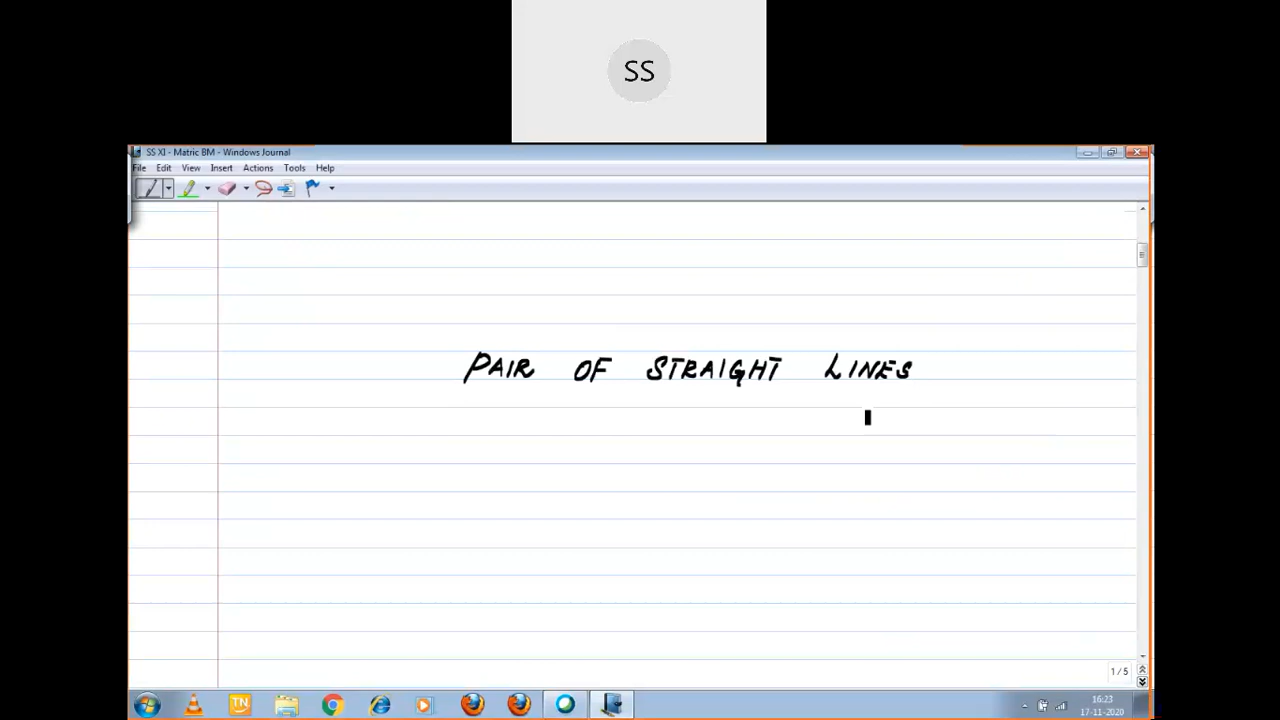 SS
SS XI - Matric BM - Windows Journal
File Edit View Insert Actions Tools Help
PAIR OF STRAIGHT LINES
1 / 5
TN
16:23
17-11-2020